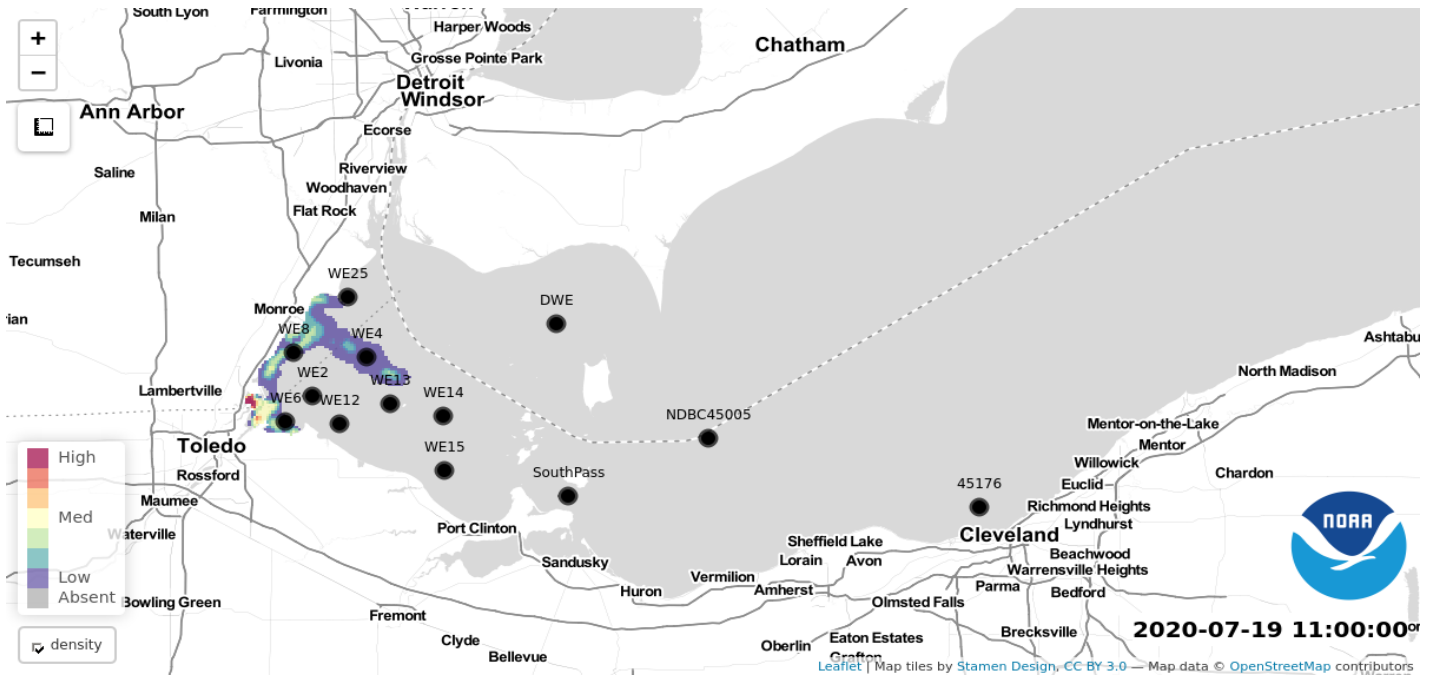 South Lyon
Farmington
Harper Woods
+
Livonia
Grosse Pointe Park
Chatham
−
Detroit
Windsor
Ann Arbor
Ecorse
Saline
Riverview
Woodhaven
Milan
Flat Rock
Tecumseh
WE25
DWE
Monroe
WE8
WE4
Ashtabu
WE2
WE13
North Madison
Lambertville
WE6
WE12
WE14
NDBC45005
Mentor-on-the-Lake
Toledo
WE15
Mentor
High
Willowick
Rossford
SouthPass
45176
Chardon
Euclid
Maumee
Richmond Heights
Med
NOAA
Port Clinton
Lyndhurst
Waterville
Cleveland
Sheffield Lake
Beachwood
Sandusky
Lorain
Avon
Warrensville Heights
Low
Vermilion
Absent
Huron
Amherst
Parma
Bedford
Bowling Green
Olmsted Falls
Fremont
2020-07-19 11:00:00
Brecksville
Clyde
Eaton Estates
density
Oberlin
Bellevue
Grafton
Leaflet | Map tiles by Stamen Design, CC BY 3.0 — Map data © OpenStreetMap contributors